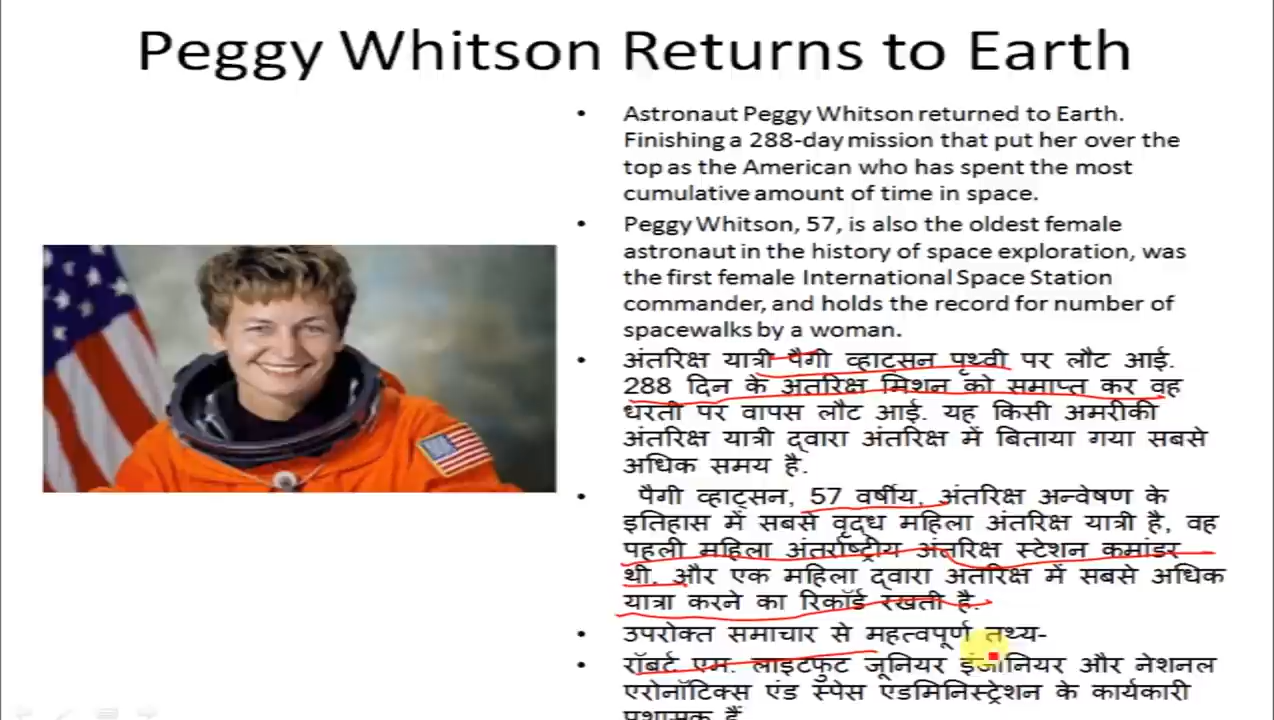 Peggy Whitson Returns to Earth
• Astronaut Peggy Whitson returned to Earth.
Finishing a 288-day mission that put her over the
top as the American who has spent the most
cumulative amount of time in space.
• Peggy Whitson, 57, is also the oldest female
astronaut in the history of space exploration, was
the first female International Space Station
commander, and holds the record for number of
spacewalks by a woman.
• अंतरिक्ष यात्री पैगी व्हाट्सन पृथ्वी पर लौट आई.
288 दिन के अंतरिक्ष मिशन को समाप्त कर वह
धरती पर वापस लौट आई. यह किसी अमरीकी
अंतरिक्ष यात्री द्वारा अंतरिक्ष में बिताया गया सबसे
अधिक समय है.
• पैगी व्हाट्सन, 57 वर्षीय, अंतरिक्ष अन्वेषण के
इतिहास में सबसे वृद्ध महिला अंतरिक्ष यात्री है, वह
पहली महिला अंतर्राष्ट्रीय अंतरिक्ष स्टेशन कमांडर
थी. और एक महिला द्वारा अंतरिक्ष में सबसे अधिक
यात्रा करने का रिकॉर्ड रखती है.
• उपरोक्त समाचार से महत्वपूर्ण तथ्य-
• रॉबर्ट एम. लाइटफुट जूनियर इंजीनियर और नेशनल
एरोनॉटिक्स एंड स्पेस एडमिनिस्ट्रेशन के कार्यकारी
प्रशासक हैं